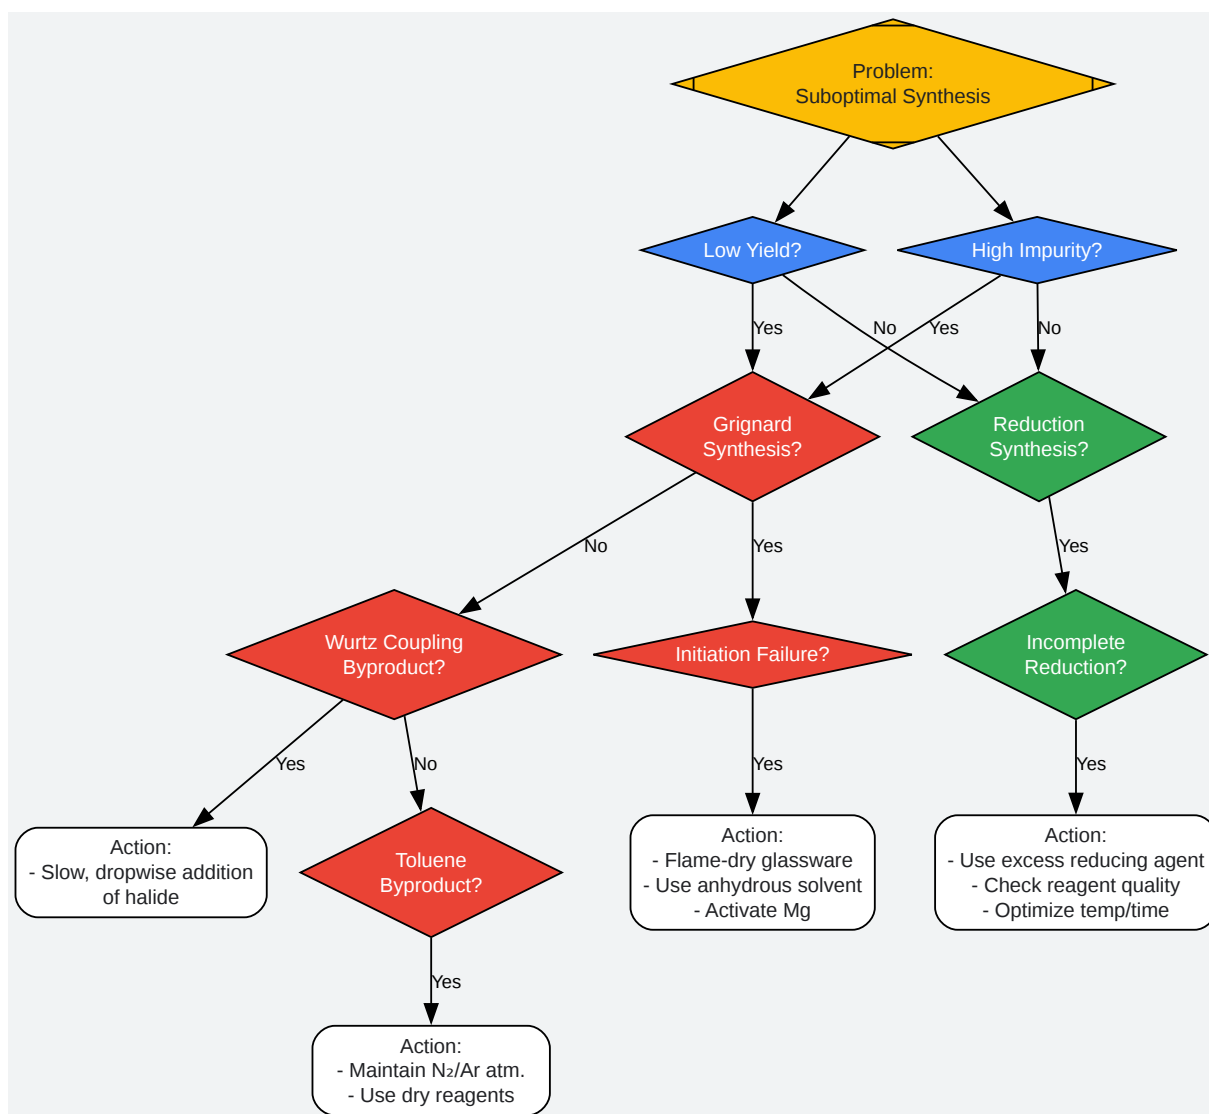 Problem:
Suboptimal Synthesis
Low Yield?
High Impurity?
Yes
No
Yes
No
Grignard
Synthesis?
Reduction
Synthesis?
No
Yes
Yes
Wurtz Coupling
Byproduct?
Initiation Failure?
Incomplete
Reduction?
Yes
No
Yes
Yes
Action:
- Slow, dropwise addition
of halide
Toluene
Byproduct?
Action:
- Flame-dry glassware
- Use anhydrous solvent
- Activate Mg
Action:
- Use excess reducing agent
- Check reagent quality
- Optimize temp/time
Yes
Action:
- Maintain N₂/Ar atm.
- Use dry reagents